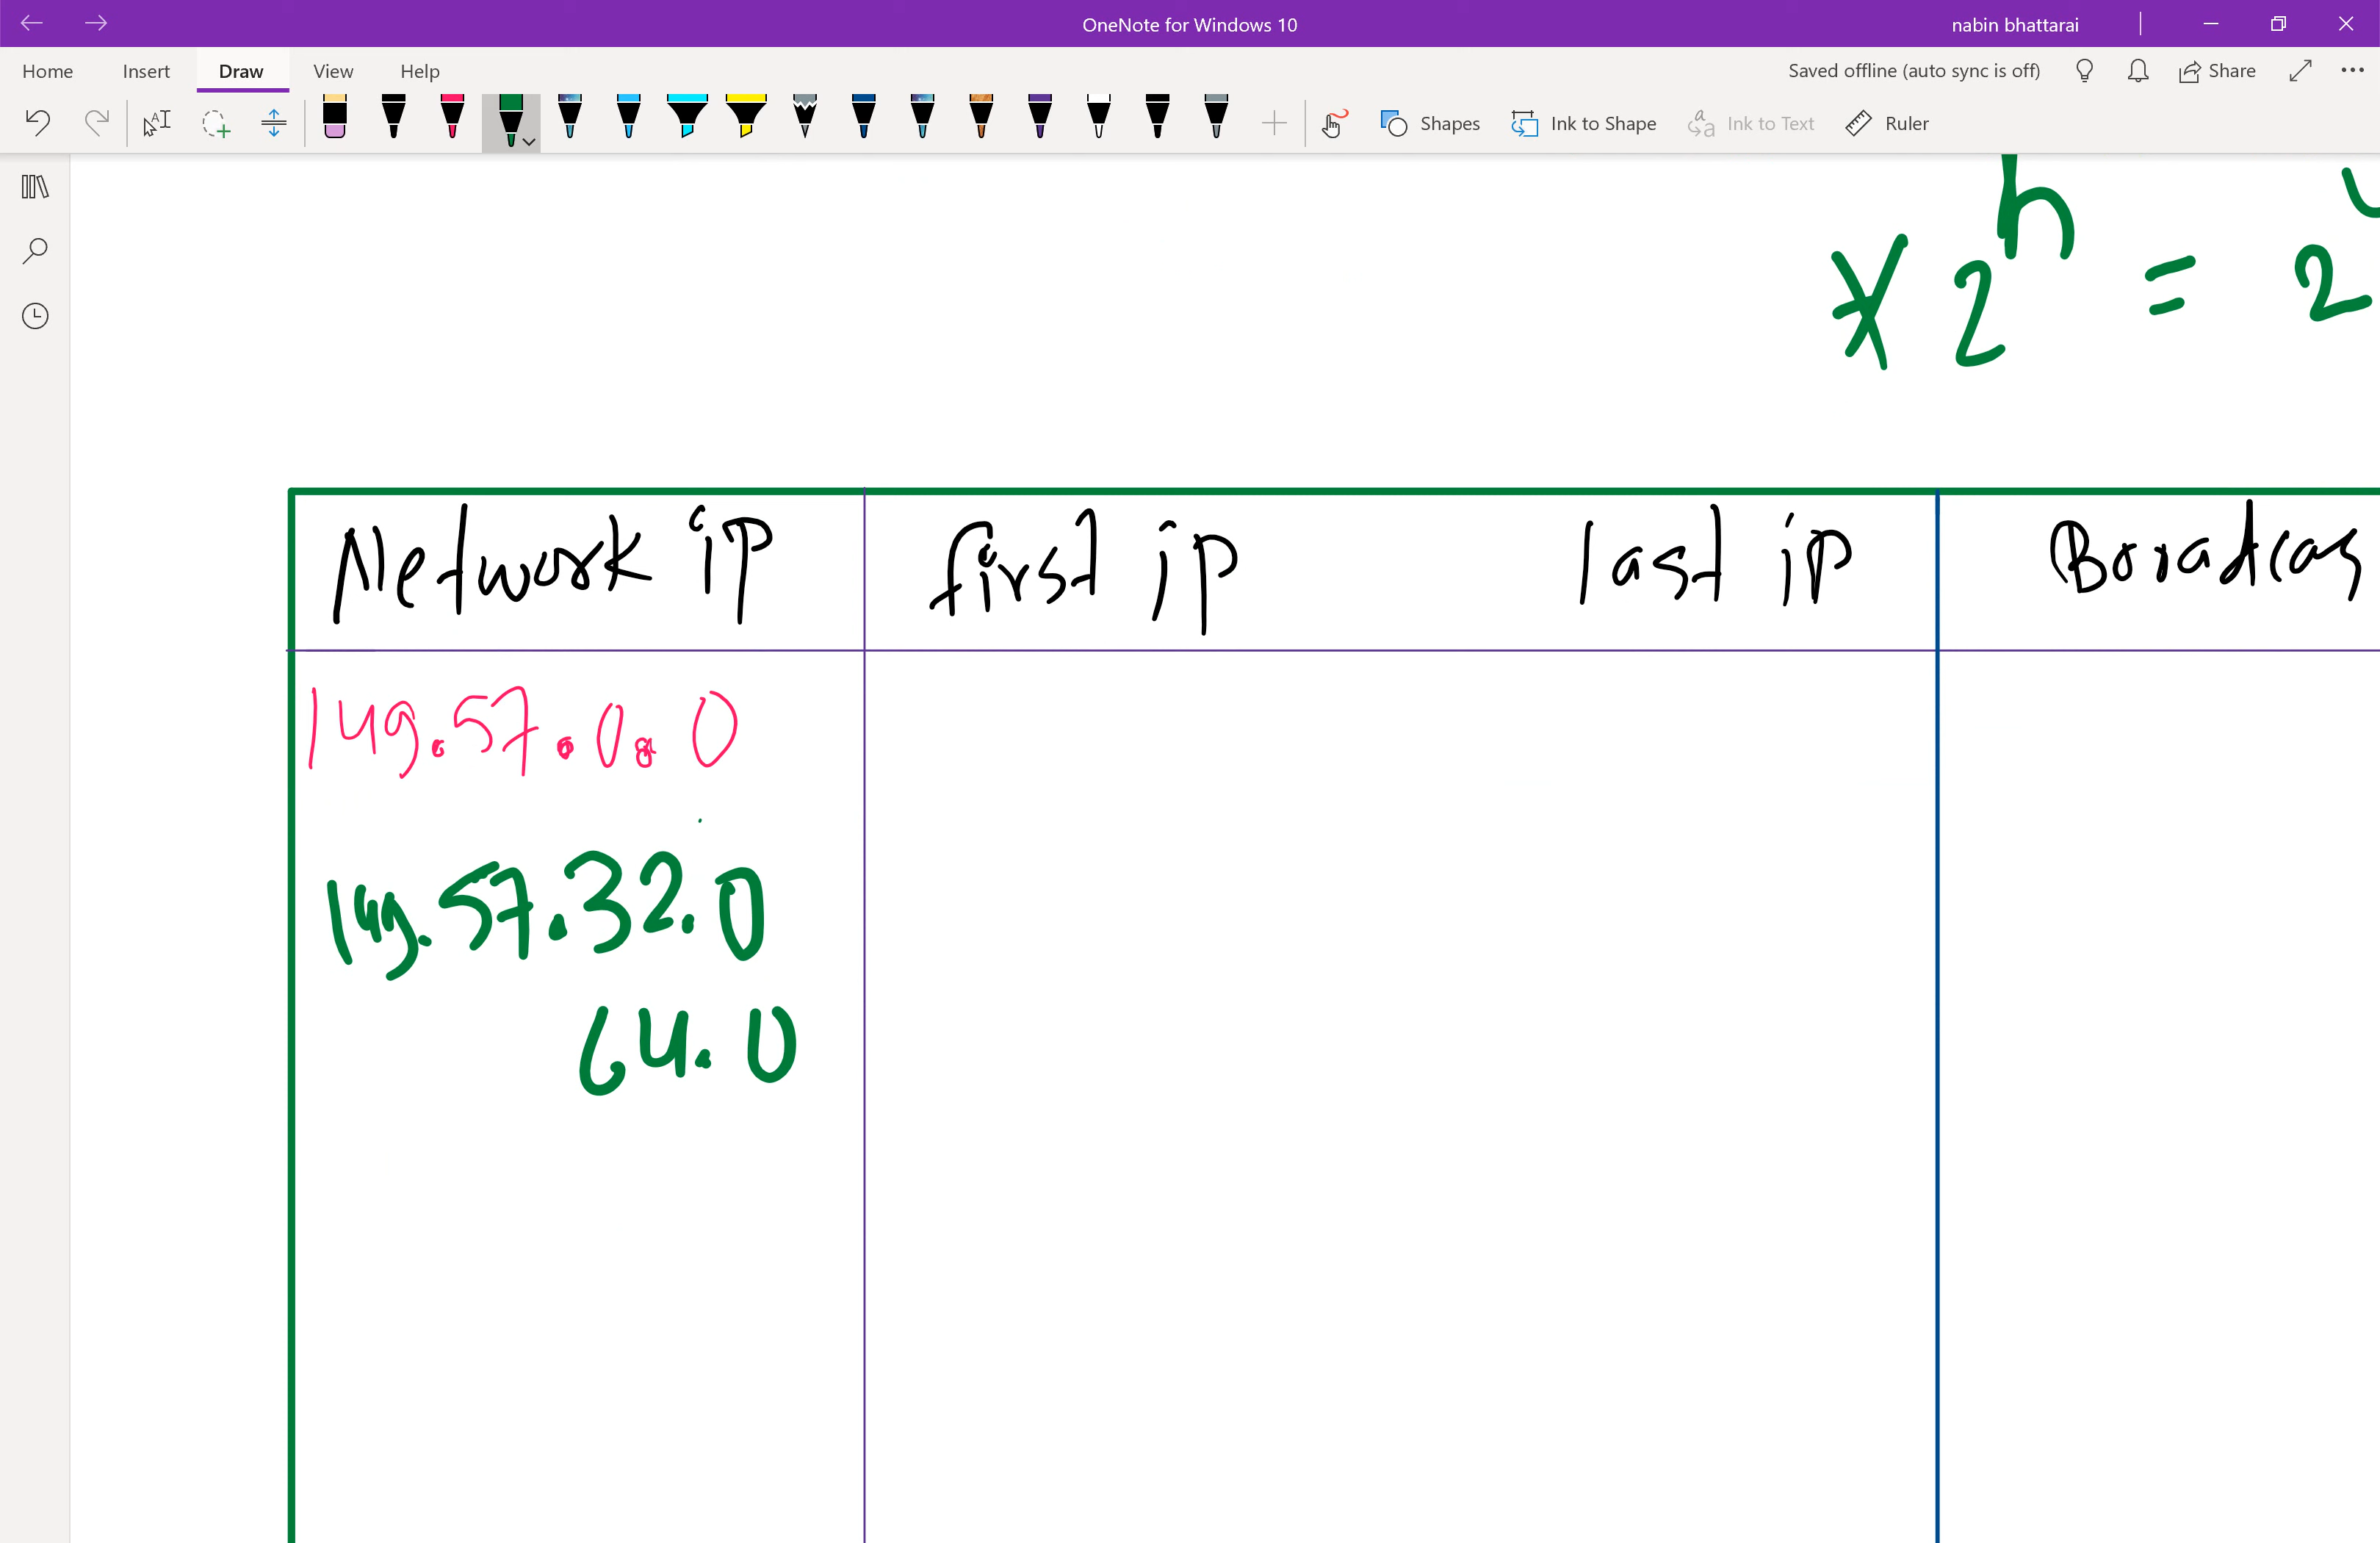 OneNote for Windows 10
nabin bhattarai
Home Insert Draw View Help
Saved offline (auto sync is off) Share
Shapes Ink to Shape Ink to Text Ruler
* 2^h = 2
Network ip first ip last ip Boradcas
149.57.0.0
149.57.32.0
64.0